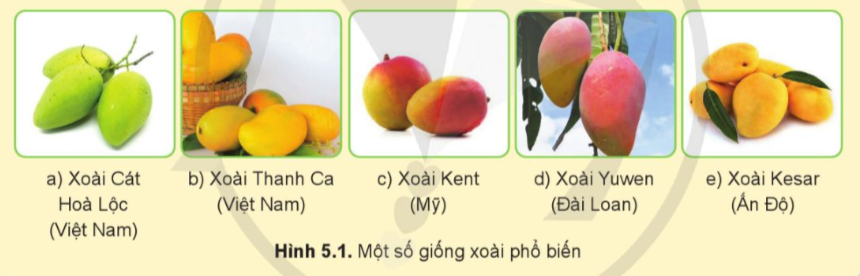 a) Xoài Cát
Hoà Lộc
(Việt Nam)
b) Xoài Thanh Ca
(Việt Nam)
c) Xoài Kent
(Mỹ)
d) Xoài Yuwen
(Đài Loan)
e) Xoài Kesar
(Ấn Độ)
Hình 5.1. Một số giống xoài phổ biến